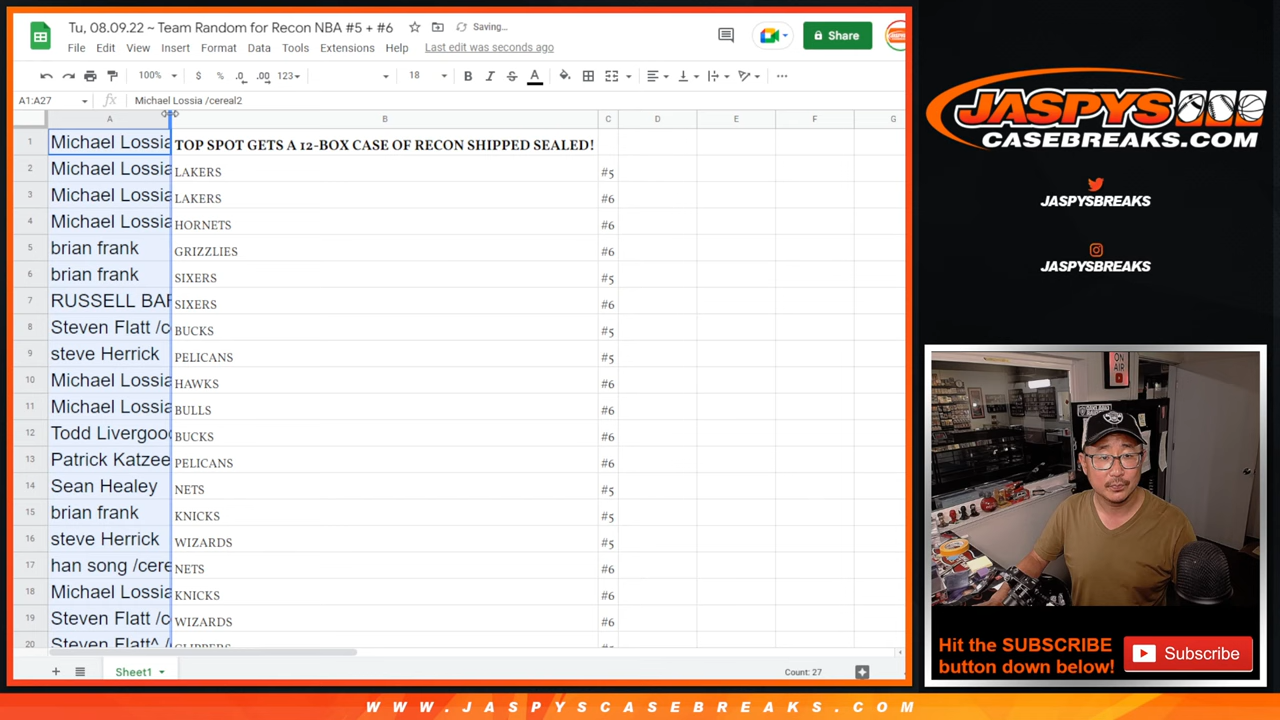 Tu, 08.09.22 ~ Team Random for Recon NBA #5 + #6 Saving...
File Edit View Insert Format Data Tools Extensions Help Last edit was seconds ago
Share
100% $ % .0 .00 123 18 B I A
A1:A27 fx Michael Lossia /cereal2
A B C D E F G
1 Michael Lossia TOP SPOT GETS A 12-BOX CASE OF RECON SHIPPED SEALED!
2 Michael Lossia LAKERS #5
3 Michael Lossia LAKERS #6
4 Michael Lossia HORNETS #6
5 brian frank GRIZZLIES #6
6 brian frank SIXERS #5
7 RUSSELL BAR SIXERS #6
8 Steven Flatt /c BUCKS #5
9 steve Herrick PELICANS #5
10 Michael Lossia HAWKS #6
11 Michael Lossia BULLS #6
12 Todd Livergood BUCKS #6
13 Patrick Katzee PELICANS #6
14 Sean Healey NETS #5
15 brian frank KNICKS #5
16 steve Herrick WIZARDS #5
17 han song /cere NETS #6
18 Michael Lossia KNICKS #6
19 Steven Flatt /c WIZARDS #6
20 Steven Flatt^ / CLIPPERS
Sheet1
Count: 27
JASPYS
CASEBREAKS.COM
JASPYSBREAKS
JASPYSBREAKS
ON AIR
Hit the SUBSCRIBE
button down below!
Subscribe
WWW.JASPYSCASEBREAKS.COM